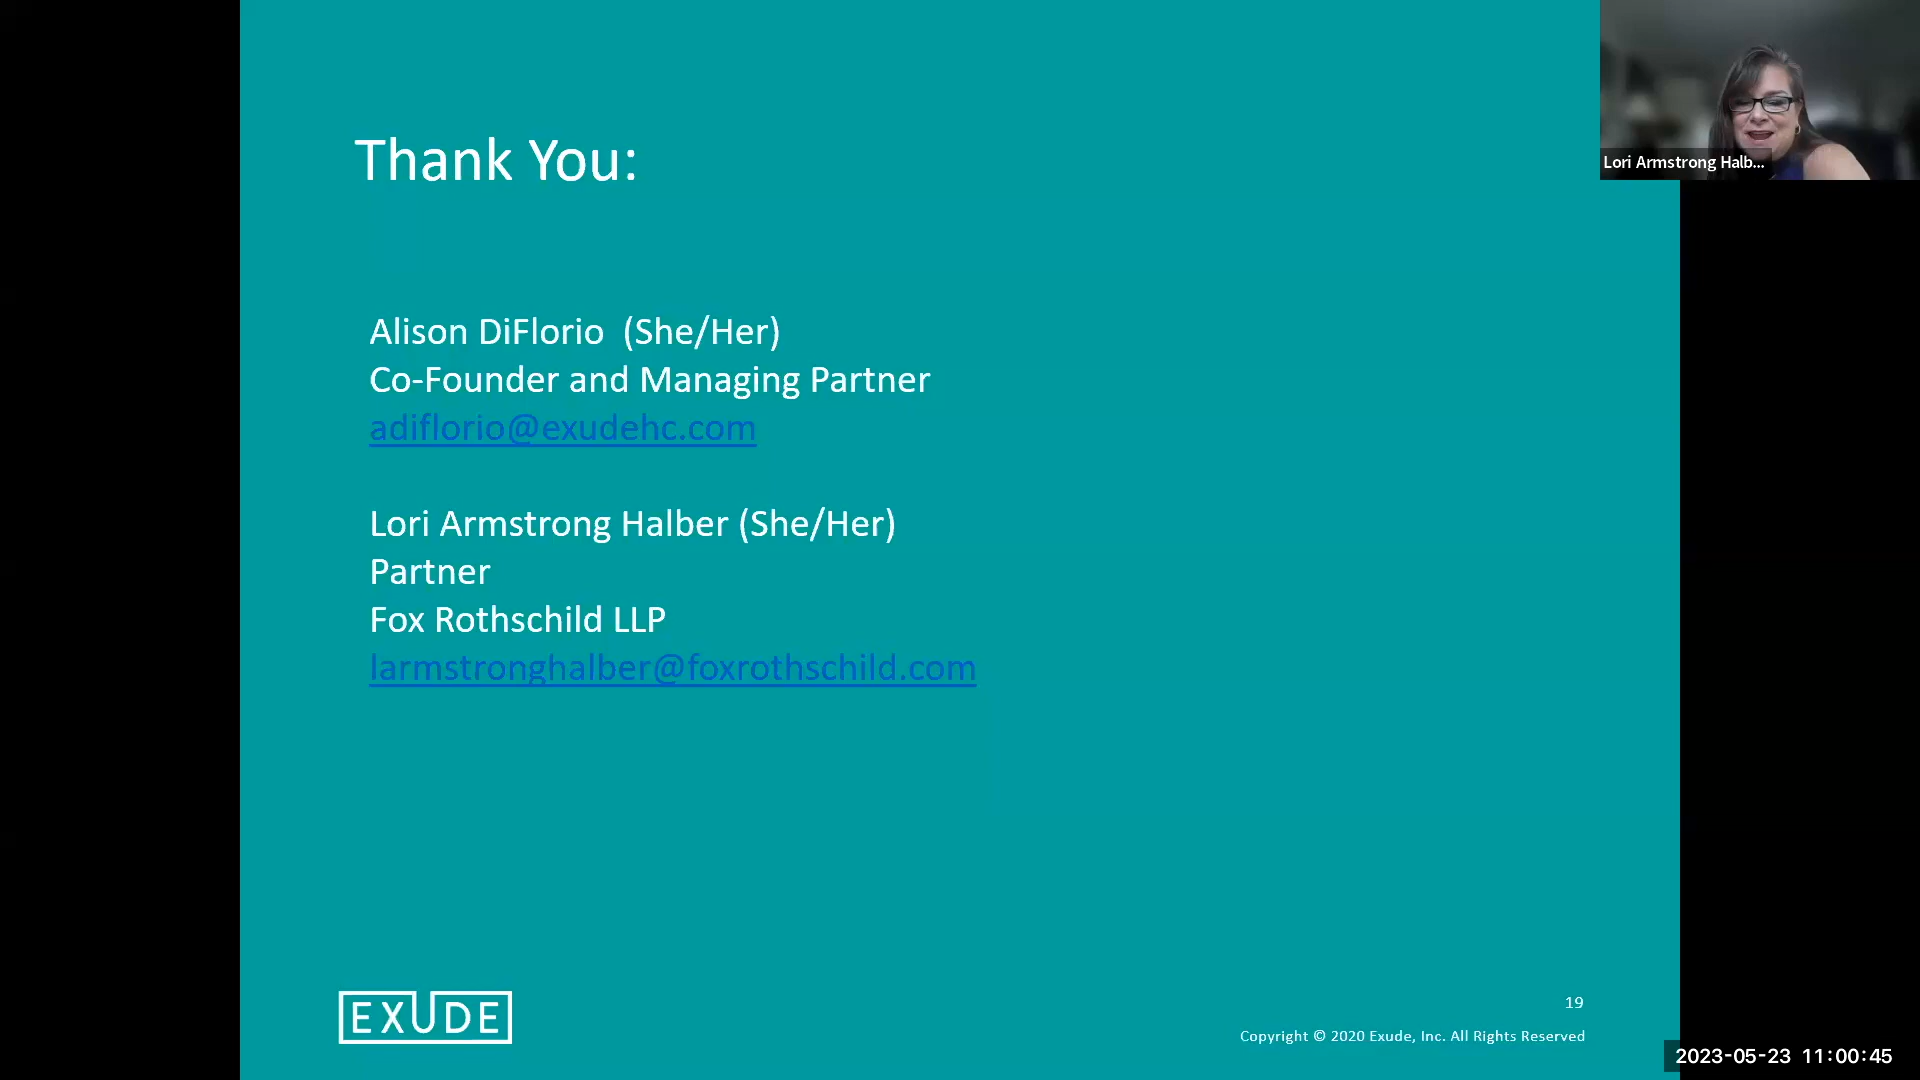 Thank You:
Lori Armstrong Halb...
Alison DiFlorio  (She/Her)
Co-Founder and Managing Partner
adiflorio@exudehc.com
Lori Armstrong Halber (She/Her)
Partner
Fox Rothschild LLP
larmstronghalber@foxrothschild.com
EXUDE
19
Copyright © 2020 Exude, Inc. All Rights Reserved
2023-05-23 11:00:45